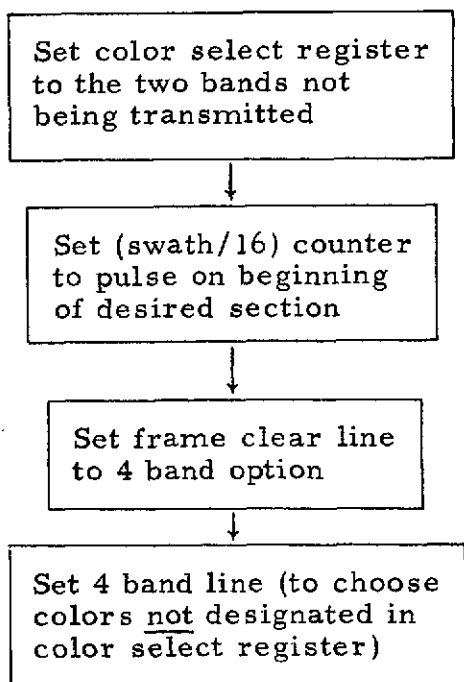 Set color select register
to the two bands not
being transmitted
Set (swath/16) counter
to pulse on beginning
of desired section
Set frame clear line
to 4 band option
Set 4 band line (to choose
colors not designated in
color select register)